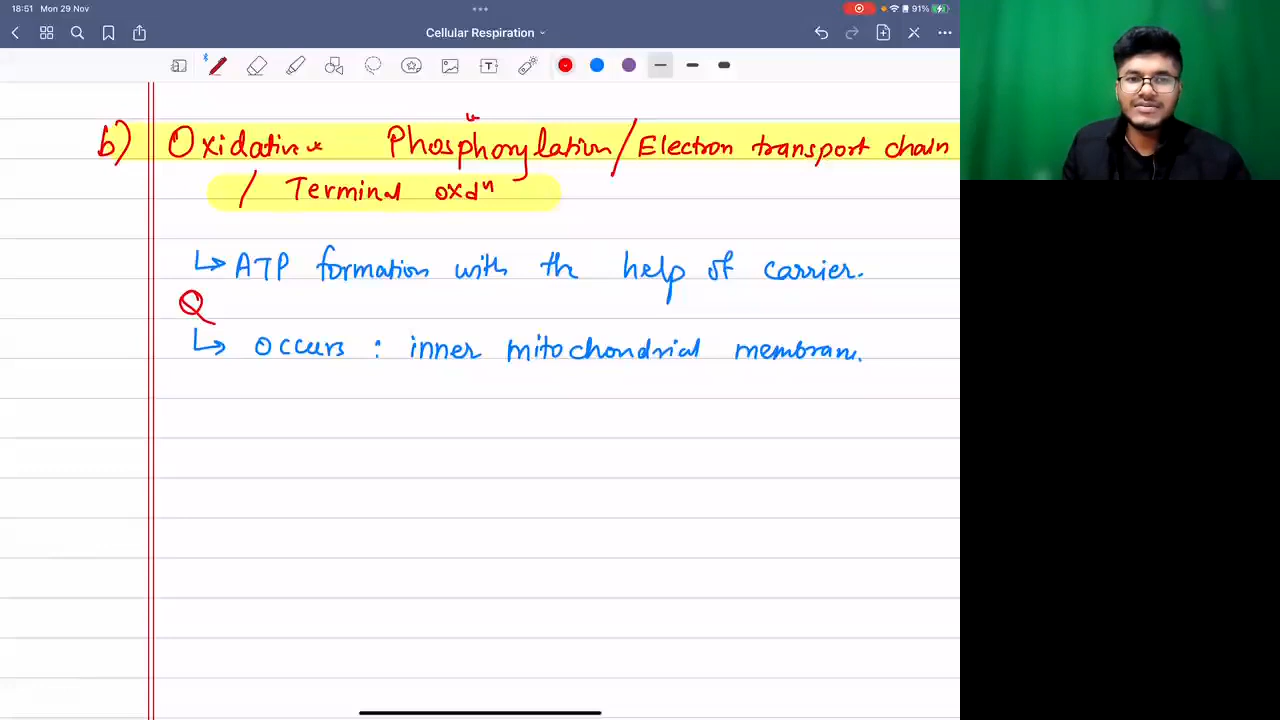 18:51 Mon 29 Nov
91%
Cellular Respiration
b) Oxidative Phosphorylation / Electron transport chain
/ Terminal oxdⁿ
↳ ATP formation with the help of carrier.
Q
↳ occurs : inner mitochondrial membrane.